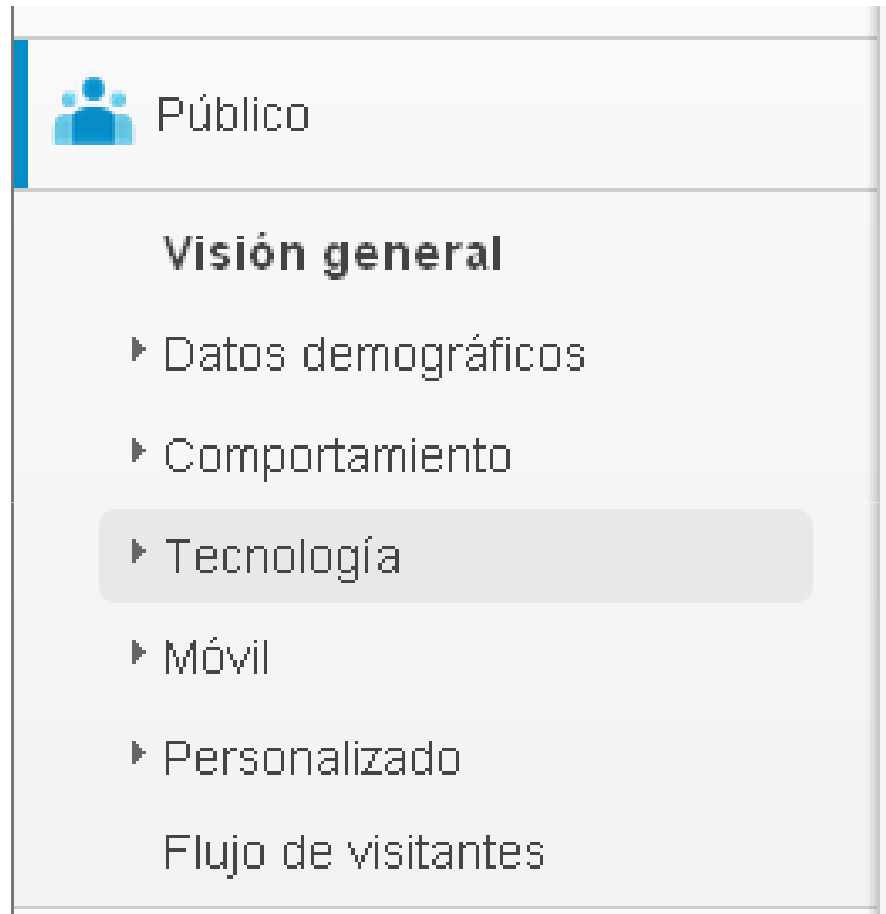 Público
Visión general
Datos demográficos
Comportamiento
Tecnología
Móvil
Personalizado
Flujo de visitantes